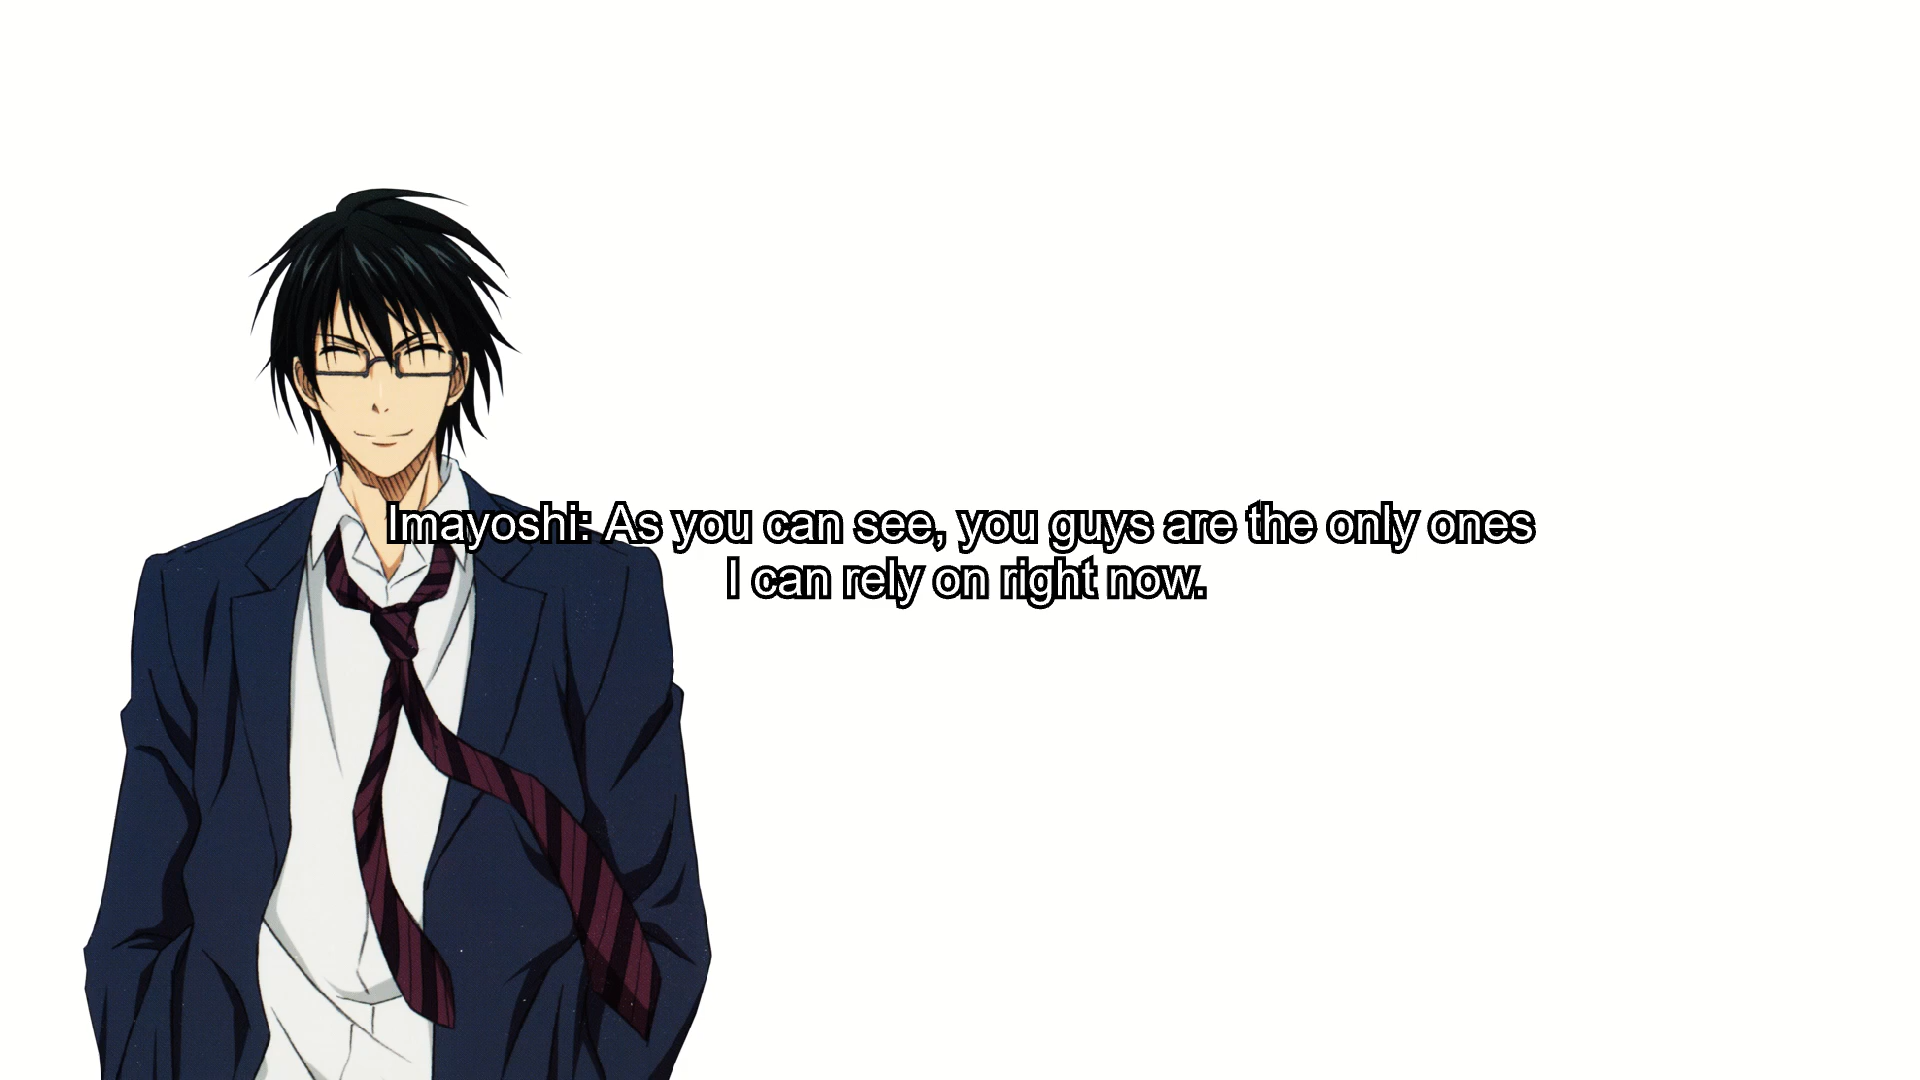 Imayoshi: As you can see, you guys are the only ones
I can rely on right now.